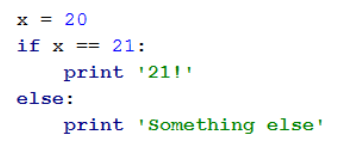 x = 20
if x == 21:
    print '21!'
else:
    print 'Something else'